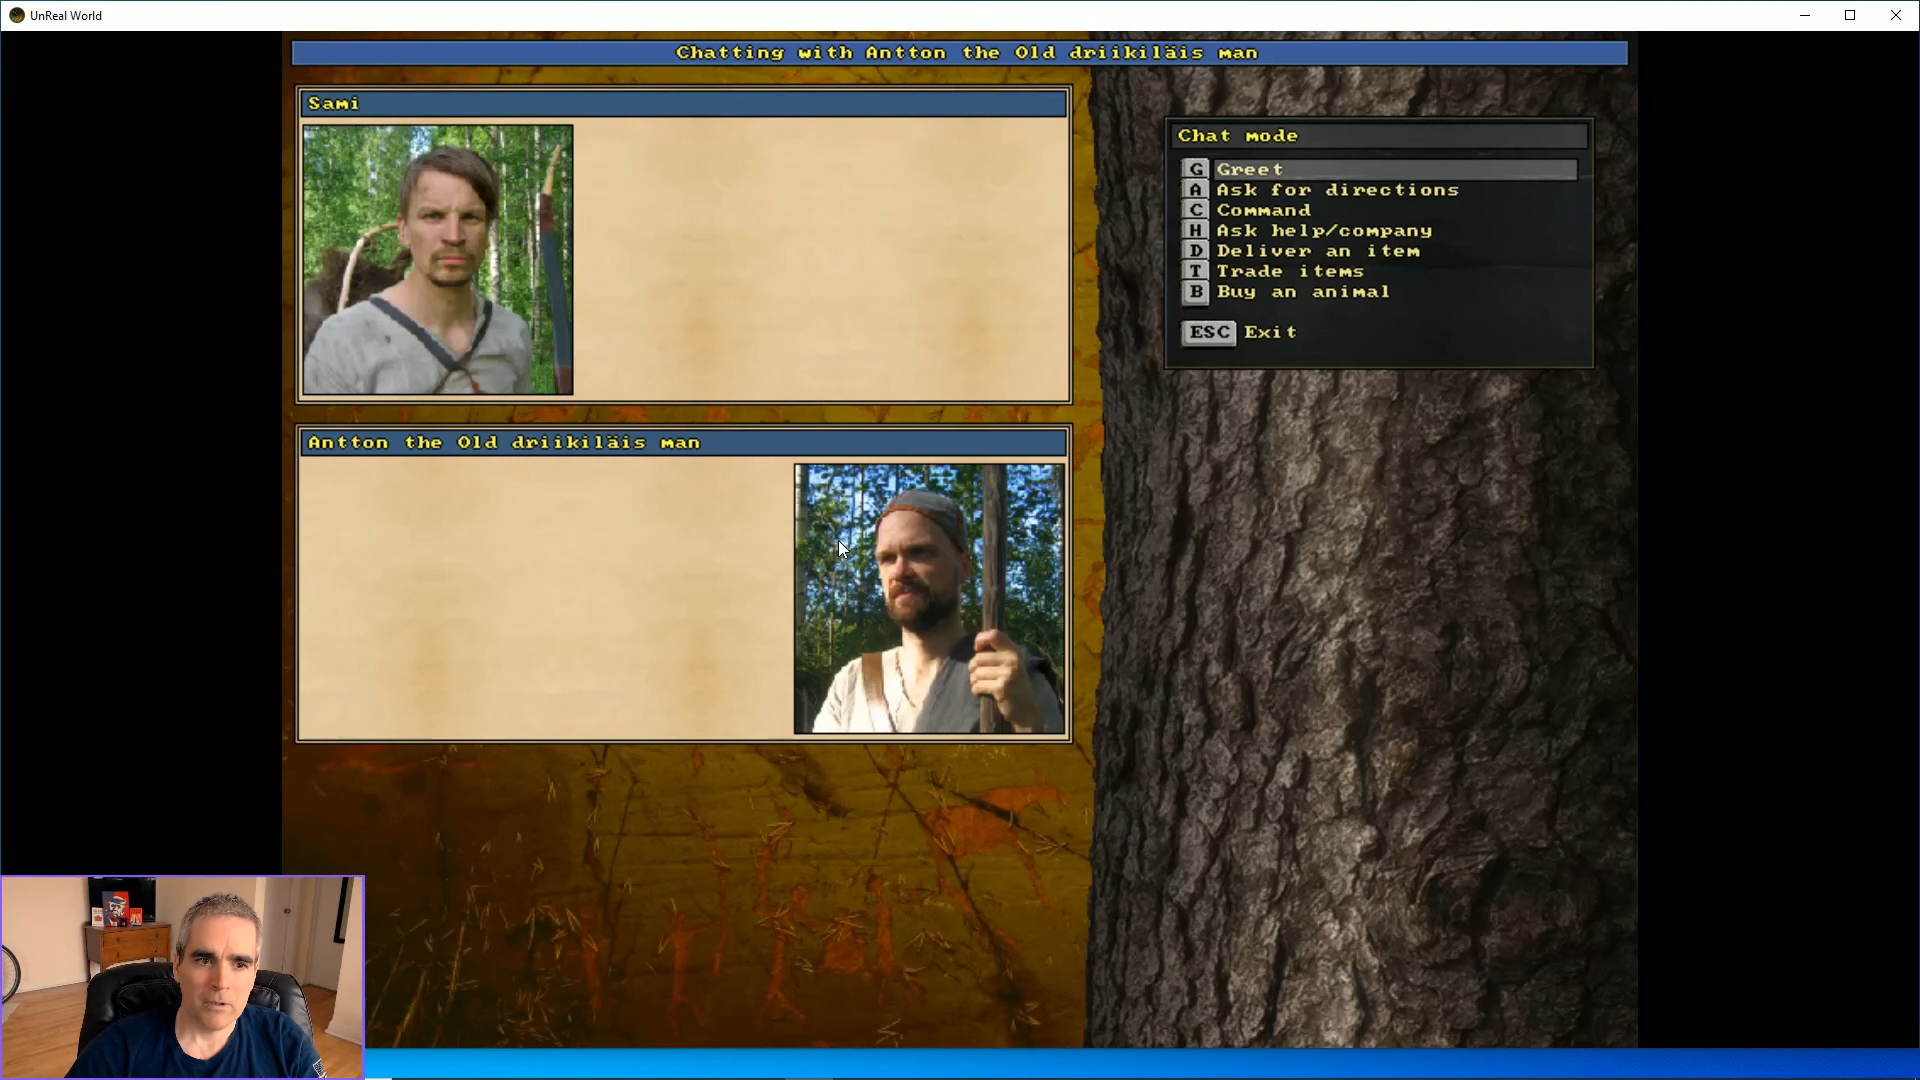 UnReal World
Chatting with Antton the Old driikiläis man
Sami
Antton the Old driikiläis man
Chat mode
G Greet
A Ask for directions
C Command
H Ask help/company
D Deliver an item
T Trade items
B Buy an animal
ESC Exit